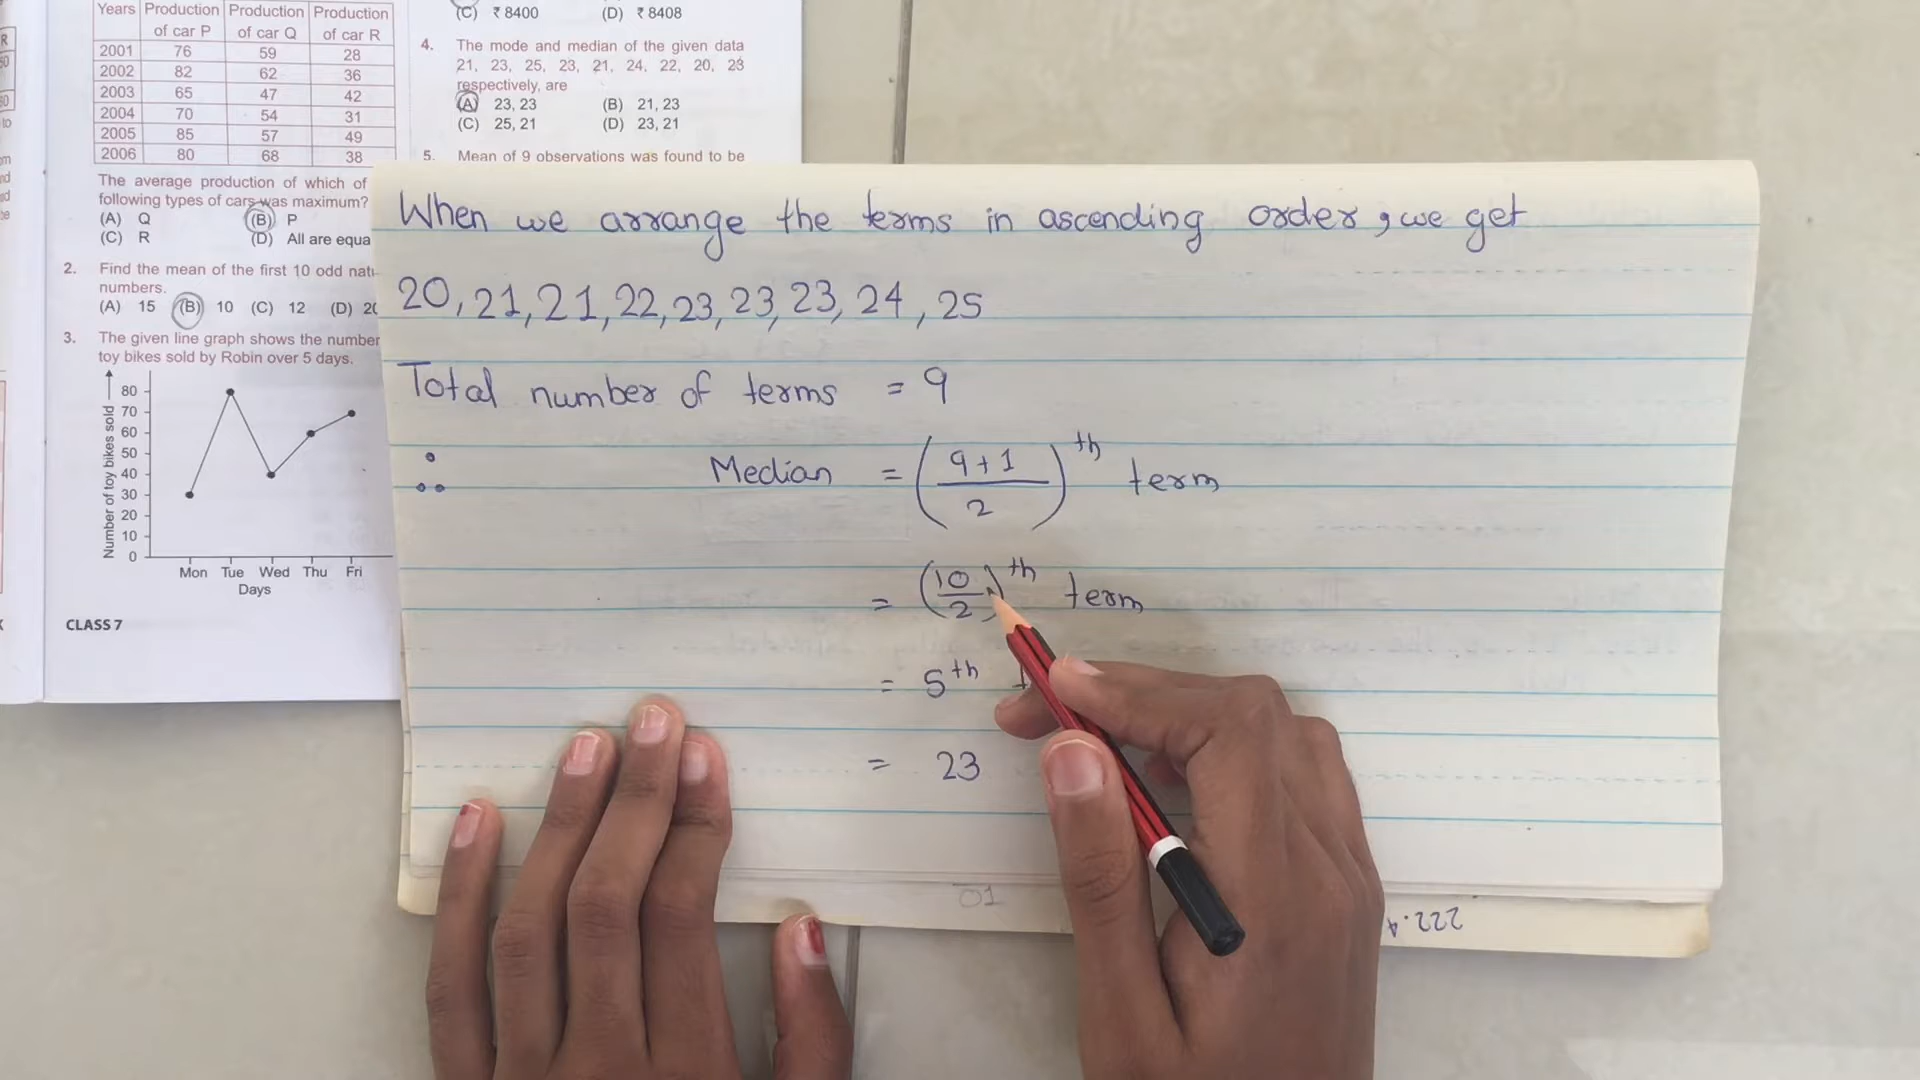 Years Production of car P Production of car Q Production of car R
2001 76 59 28
2002 82 62 36
2003 65 47 42
2004 70 54 31
2005 85 57 49
2006 80 68 38
The average production of which of
following types of cars was maximum?
(A) Q (B) P
(C) R (D) All are equa
2. Find the mean of the first 10 odd nat
numbers.
(A) 15 (B) 10 (C) 12 (D) 20
3. The given line graph shows the number
toy bikes sold by Robin over 5 days.
Number of toy bikes sold
80
70
60
50
40
30
20
10
0
Mon Tue Wed Thu Fri
Days
CLASS 7
(C) ₹ 8400 (D) ₹ 8408
4. The mode and median of the given data
21, 23, 25, 23, 21, 24, 22, 20, 23
respectively, are
(A) 23, 23 (B) 21, 23
(C) 25, 21 (D) 23, 21
5. Mean of 9 observations was found to be
When we arrange the terms in ascending order, we get
20, 21, 21, 22, 23, 23, 23, 24, 25
Total number of terms = 9
∴ Median = (9+1/2)th term
= (10/2)th term
= 5th
= 23
01
222.4